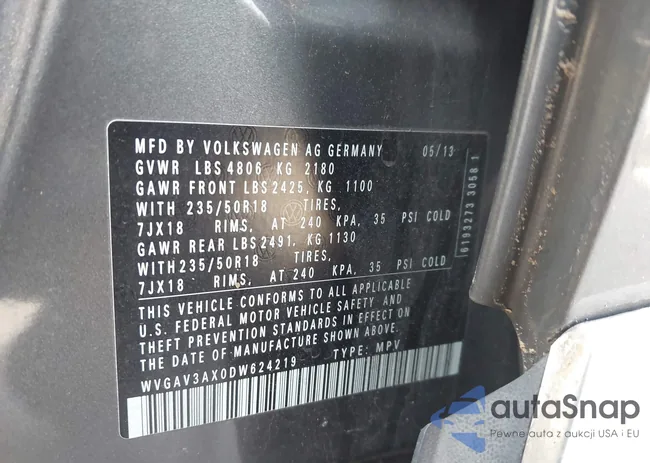 MFD BY VOLKSWAGEN AG GERMANY 05/13
GVWR LBS 4806 KG 2180
GAWR FRONT LBS 2425, KG 1100
WITH 235/50R18 TIRES,
7JX18 RIMS, AT 240 KPA, 35 PSI COLD
GAWR REAR LBS 2491, KG 1130
WITH 235/50R18 TIRES,
7JX18 RIMS, AT 240 KPA, 35 PSI COLD
THIS VEHICLE CONFORMS TO ALL APPLICABLE
U.S. FEDERAL MOTOR VEHICLE SAFETY AND
THEFT PREVENTION STANDARDS IN EFFECT ON
THE DATE OF MANUFACTURE SHOWN ABOVE.
WVGAV3AX0DW624219 TYPE: MPV
6193273 3058 1
autaSnap
Pewne auta z aukcji USA i EU